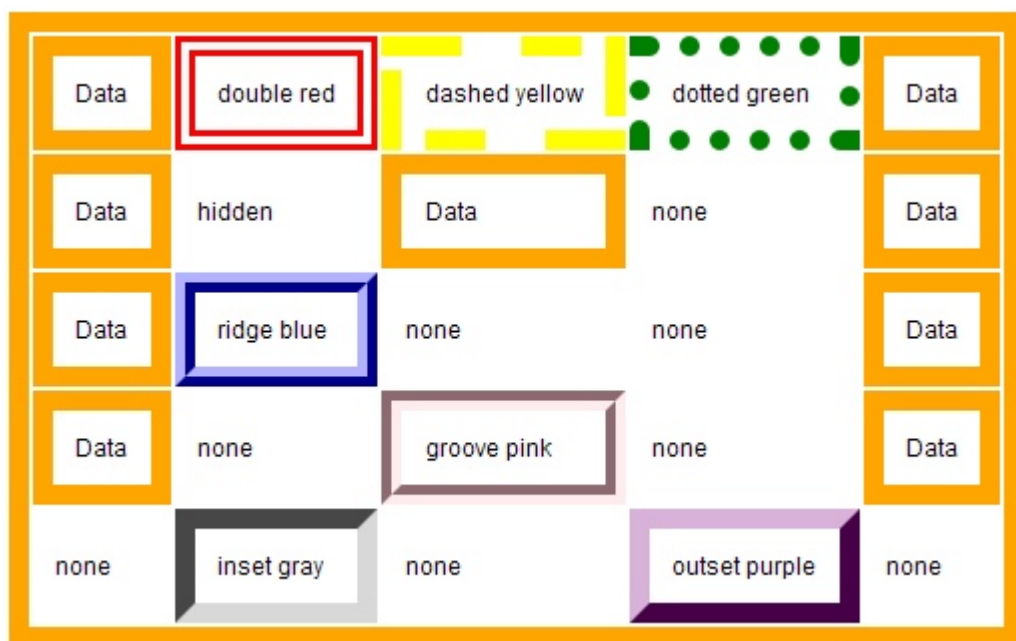 Data double red dashed yellow dotted green Data
Data hidden Data none Data
Data ridge blue none none Data
Data none groove pink none Data
none inset gray none outset purple none